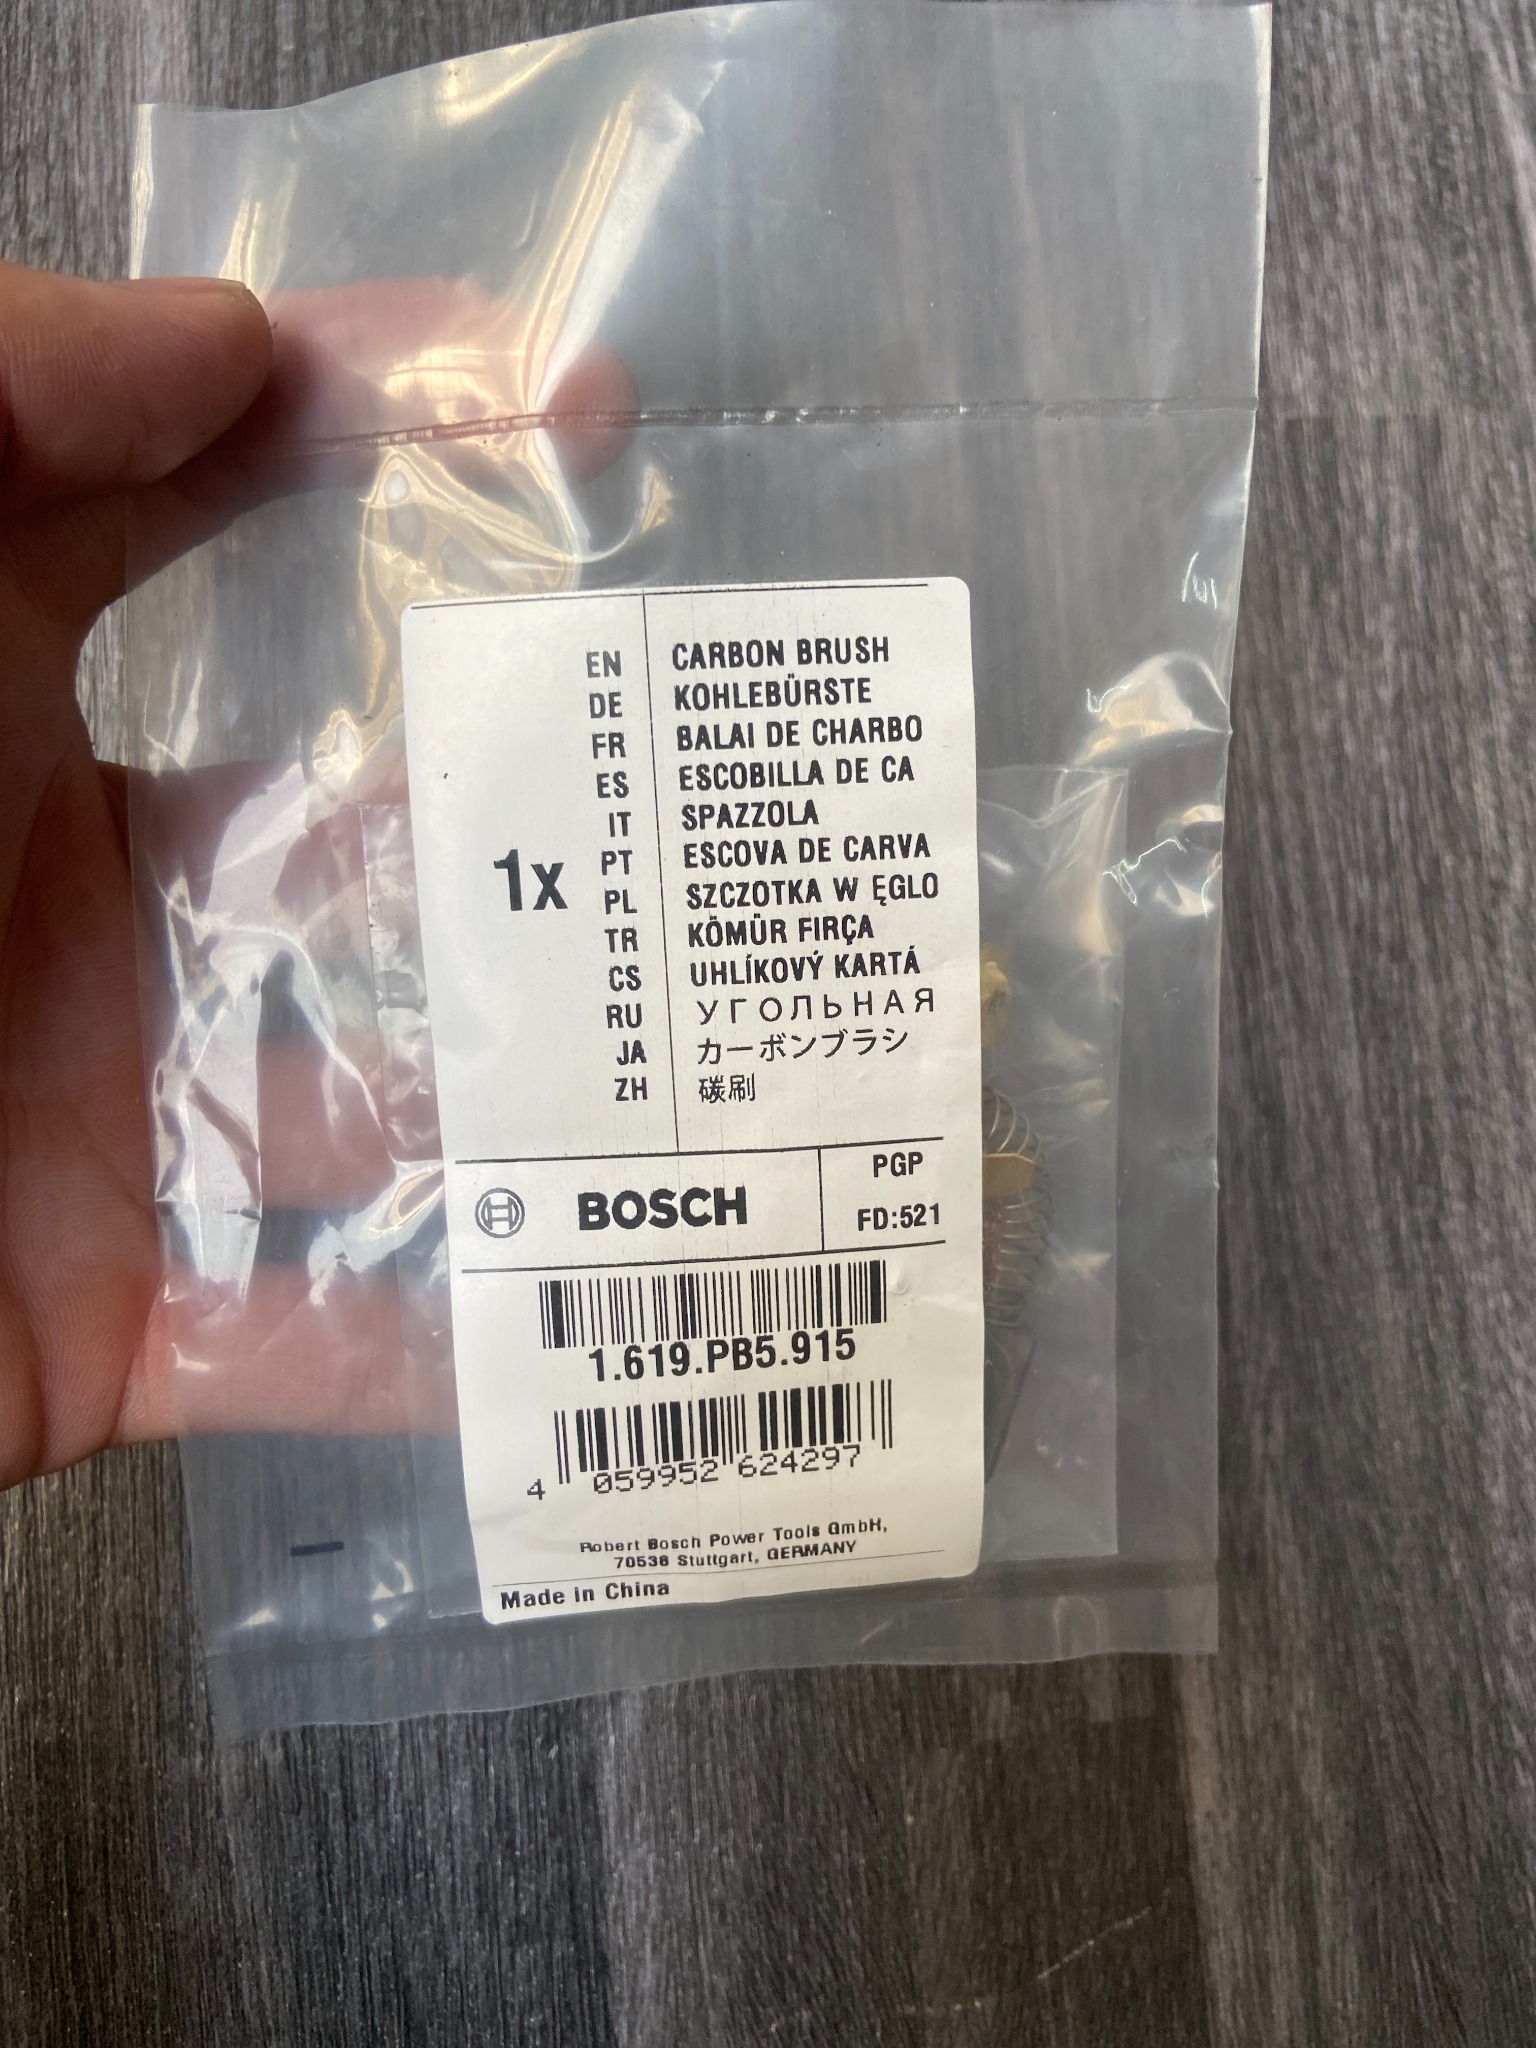 1x
EN CARBON BRUSH
DE KOHLEBÜRSTE
FR BALAI DE CHARBO
ES ESCOBILLA DE CA
IT SPAZZOLA
PT ESCOVA DE CARVA
PL SZCZOTKA W ĘGLO
TR KÖMÜR FIRÇA
CS UHLÍKOVÝ KARTÁ
RU УГОЛЬНАЯ
JA カーボンブラシ
ZH 碳刷
BOSCH
PGP
FD:521
1.619.PB5.915
4 059952 624297
Robert Bosch Power Tools GmbH,
70538 Stuttgart, GERMANY
Made in China